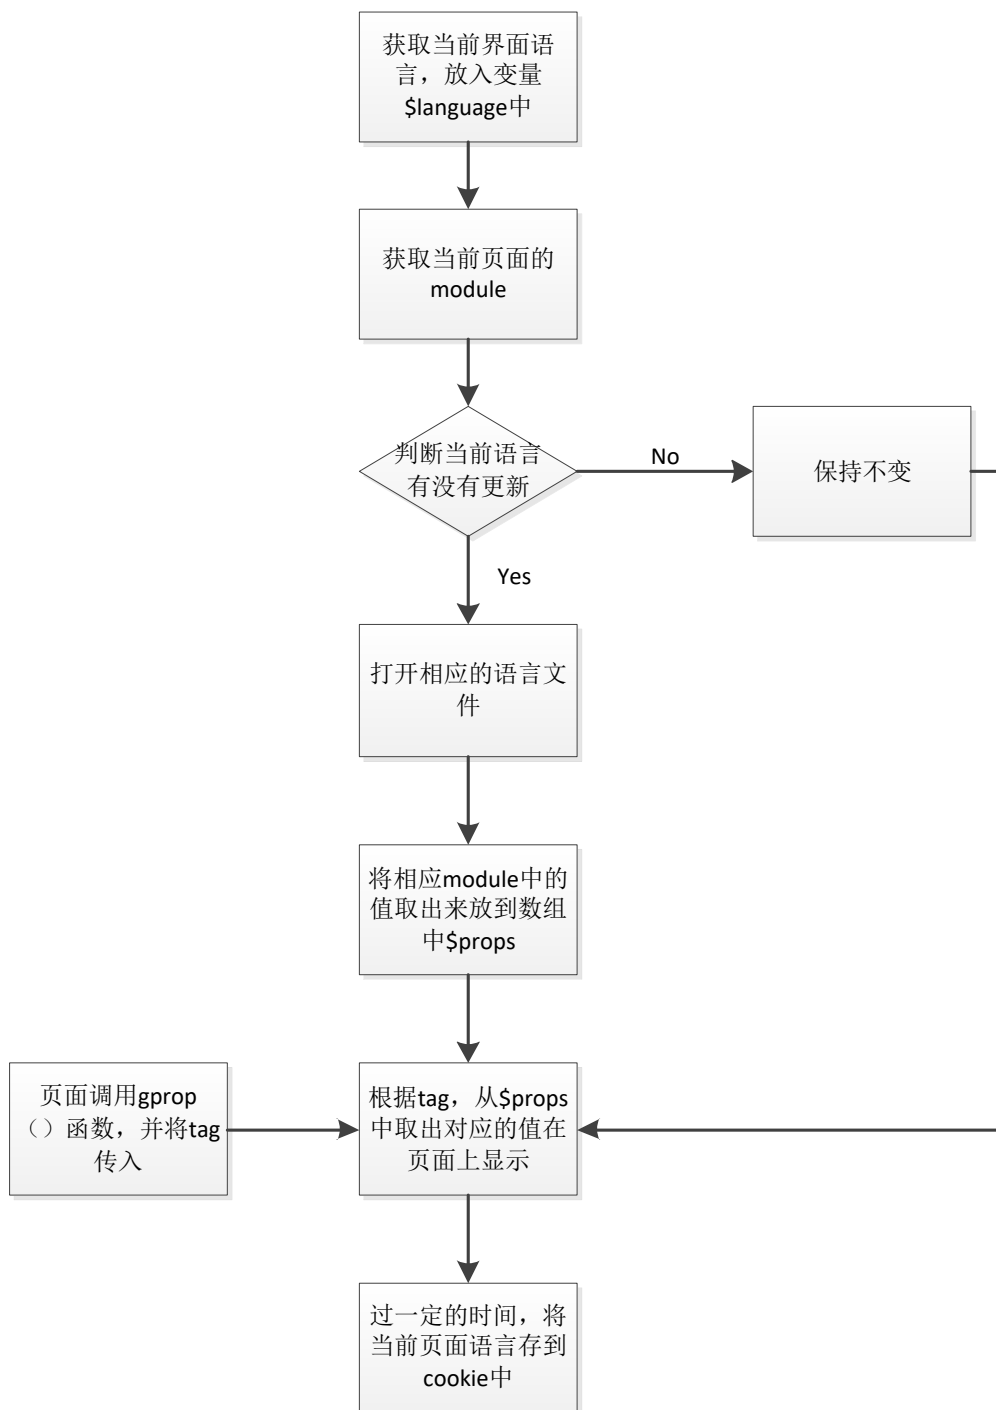 获取当前界面语
言，放入变量
$language中
获取当前页面的
module
判断当前语言
有没有更新
No
保持不变
Yes
打开相应的语言文
件
将相应module中的
值取出来放到数组
中$props
页面调用gprop
（）函数，并将tag
传入
根据tag，从$props
中取出对应的值在
页面上显示
过一定的时间，将
当前页面语言存到
cookie中